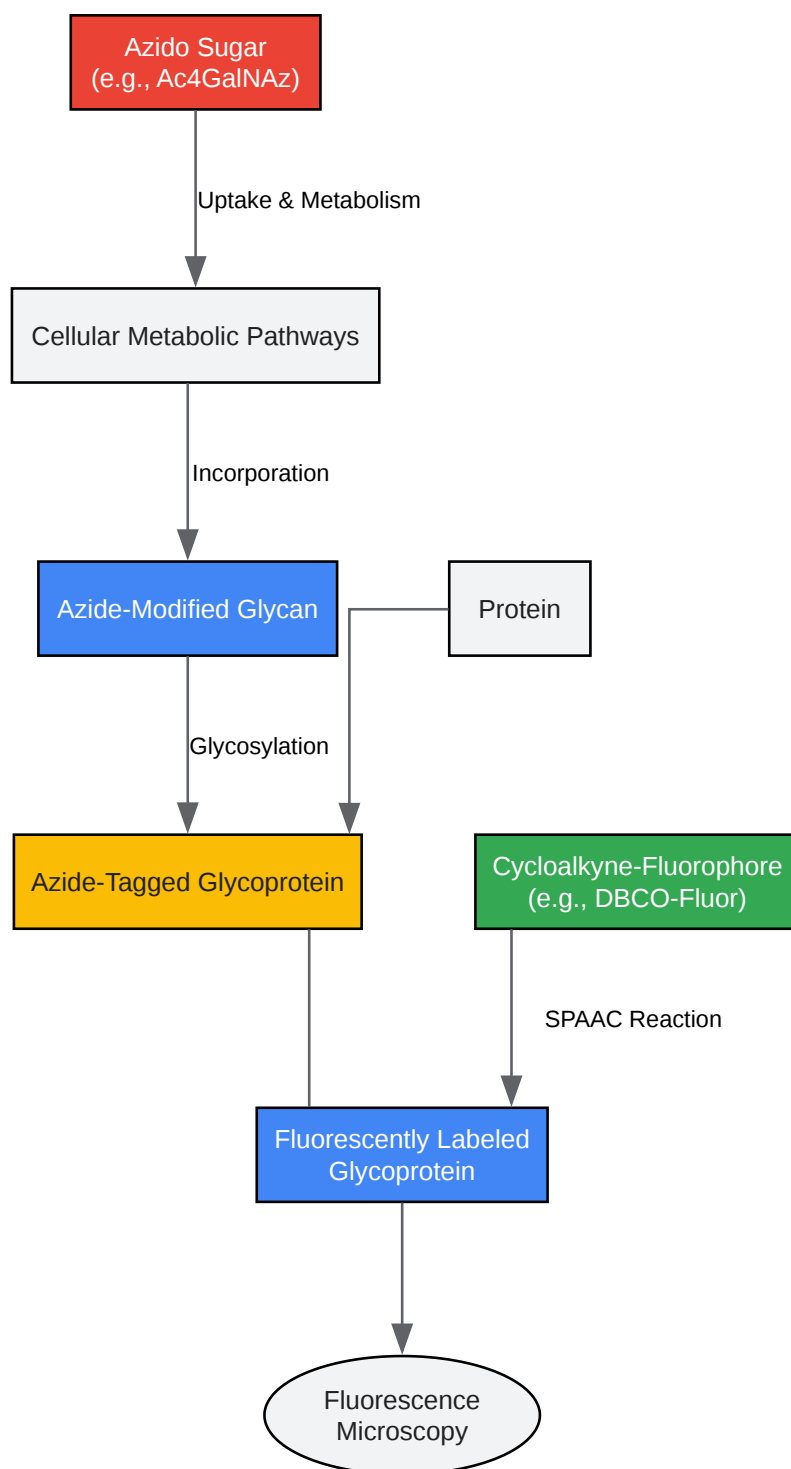 Azido Sugar
(e.g., Ac4GalNAz)
Uptake & Metabolism
Cellular Metabolic Pathways
Incorporation
Azide-Modified Glycan
Protein
Glycosylation
Azide-Tagged Glycoprotein
Cycloalkyne-Fluorophore
(e.g., DBCO-Fluor)
SPAAC Reaction
Fluorescently Labeled
Glycoprotein
Fluorescence
Microscopy